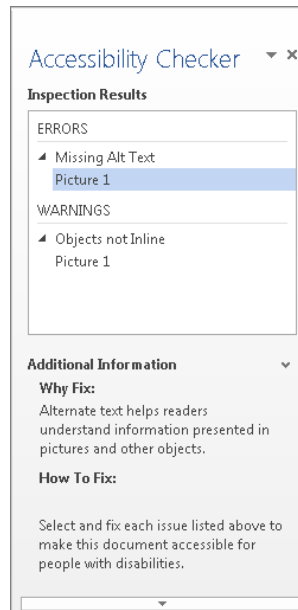 Accessibility Checker
Inspection Results
ERRORS
Missing Alt Text
Picture 1
WARNINGS
Objects not Inline
Picture 1
Additional Information
Why Fix:
Alternate text helps readers
understand information presented in
pictures and other objects.
How To Fix:
Select and fix each issue listed above to
make this document accessible for
people with disabilities.